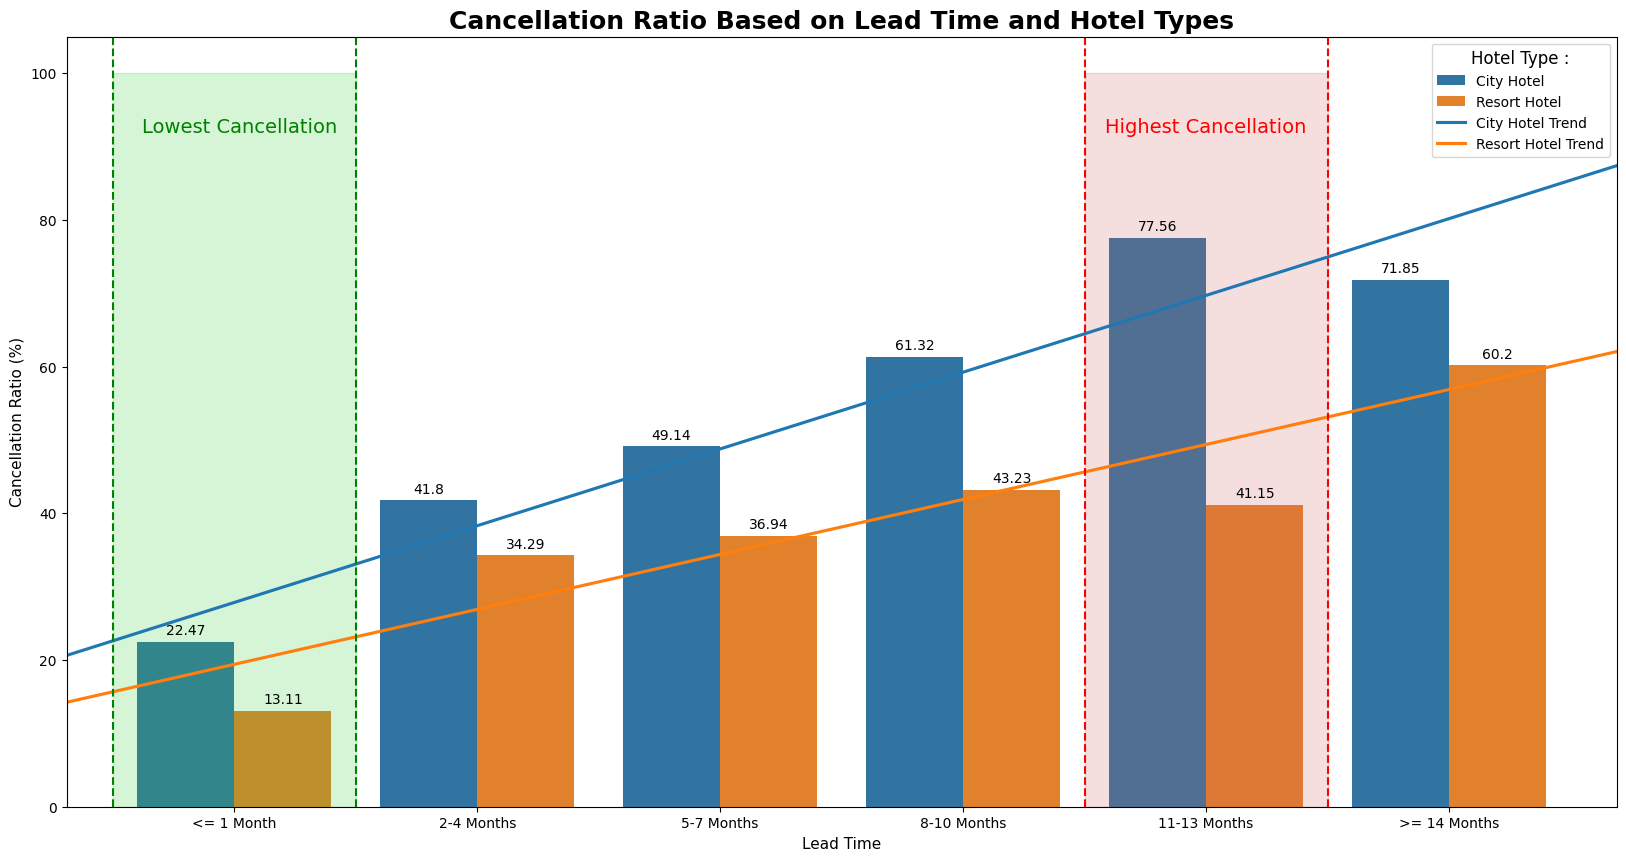 Cancellation Ratio Based on Lead Time and Hotel Types
Cancellation Ratio (%)
100
80
60
40
20
0
Lowest Cancellation
Highest Cancellation
Hotel Type :
City Hotel
Resort Hotel
City Hotel Trend
Resort Hotel Trend
22.47
13.11
41.8
34.29
49.14
36.94
61.32
43.23
77.56
41.15
71.85
60.2
<= 1 Month
2-4 Months
5-7 Months
8-10 Months
11-13 Months
>= 14 Months
Lead Time